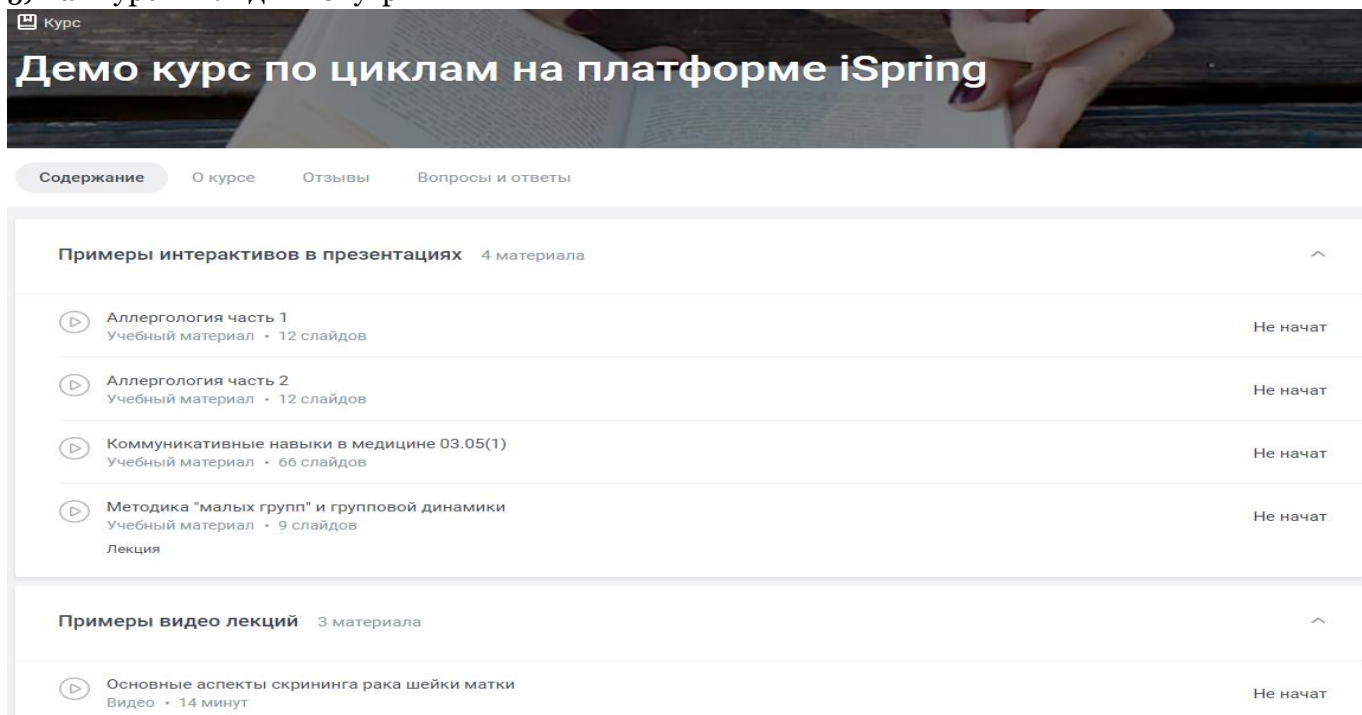 Курс
Демо курс по циклам на платформе iSpring
Содержание О курсе Отзывы Вопросы и ответы
Примеры интерактивов в презентациях 4 материала
Аллергология часть 1
Учебный материал • 12 слайдов
Не начат
Аллергология часть 2
Учебный материал • 12 слайдов
Не начат
Коммуникативные навыки в медицине 03.05(1)
Учебный материал • 66 слайдов
Не начат
Методика "малых групп" и групповой динамики
Учебный материал • 9 слайдов
Не начат
Лекция
Примеры видео лекций 3 материала
Основные аспекты скрининга рака шейки матки
Видео • 14 минут
Не начат